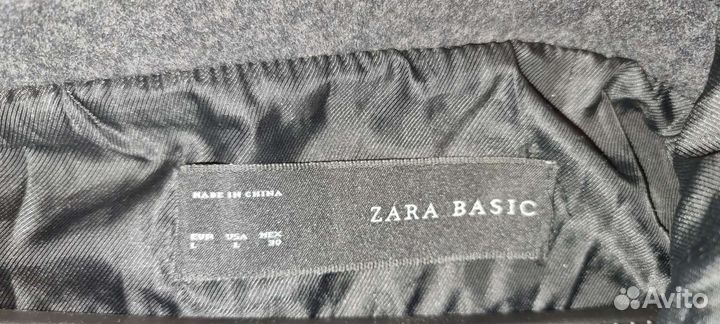 MADE IN CHINA
ZARA BASIC
EUR USA MEX
L L 30
Avito